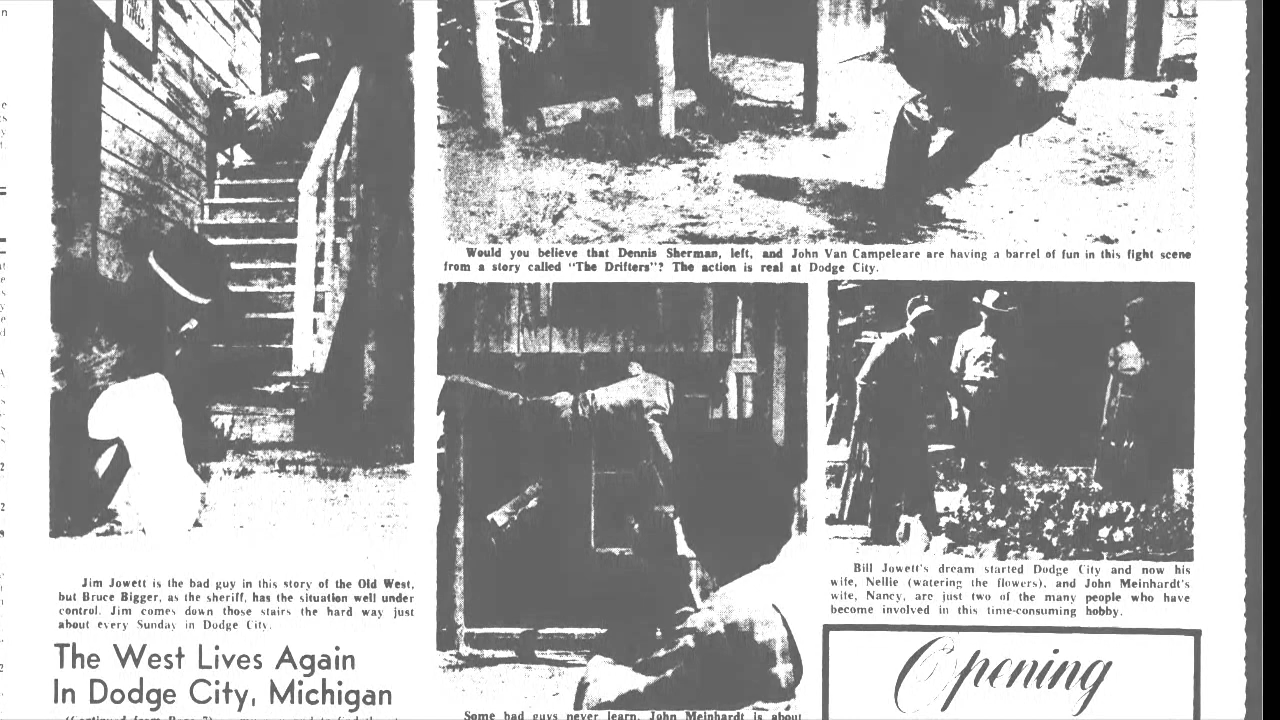 Would you believe that Dennis Sherman, left, and John Van Campeleare are having a barrel of fun in this fight scene
from a story called "The Drifters"? The action is real at Dodge City.
Jim Jowett is the bad guy in this story of the Old West,
but Bruce Bigger, as the sheriff, has the situation well under
control. Jim comes down those stairs the hard way just
about every Sunday in Dodge City.
The West Lives Again
In Dodge City, Michigan
(Continued from Page 7)
Some bad guys never learn. John Meinhardt is about
Bill Jowett's dream started Dodge City and now his
wife, Nellie (watering the flowers), and John Meinhardt's
wife, Nancy, are just two of the many people who have
become involved in this time-consuming hobby.
Opening